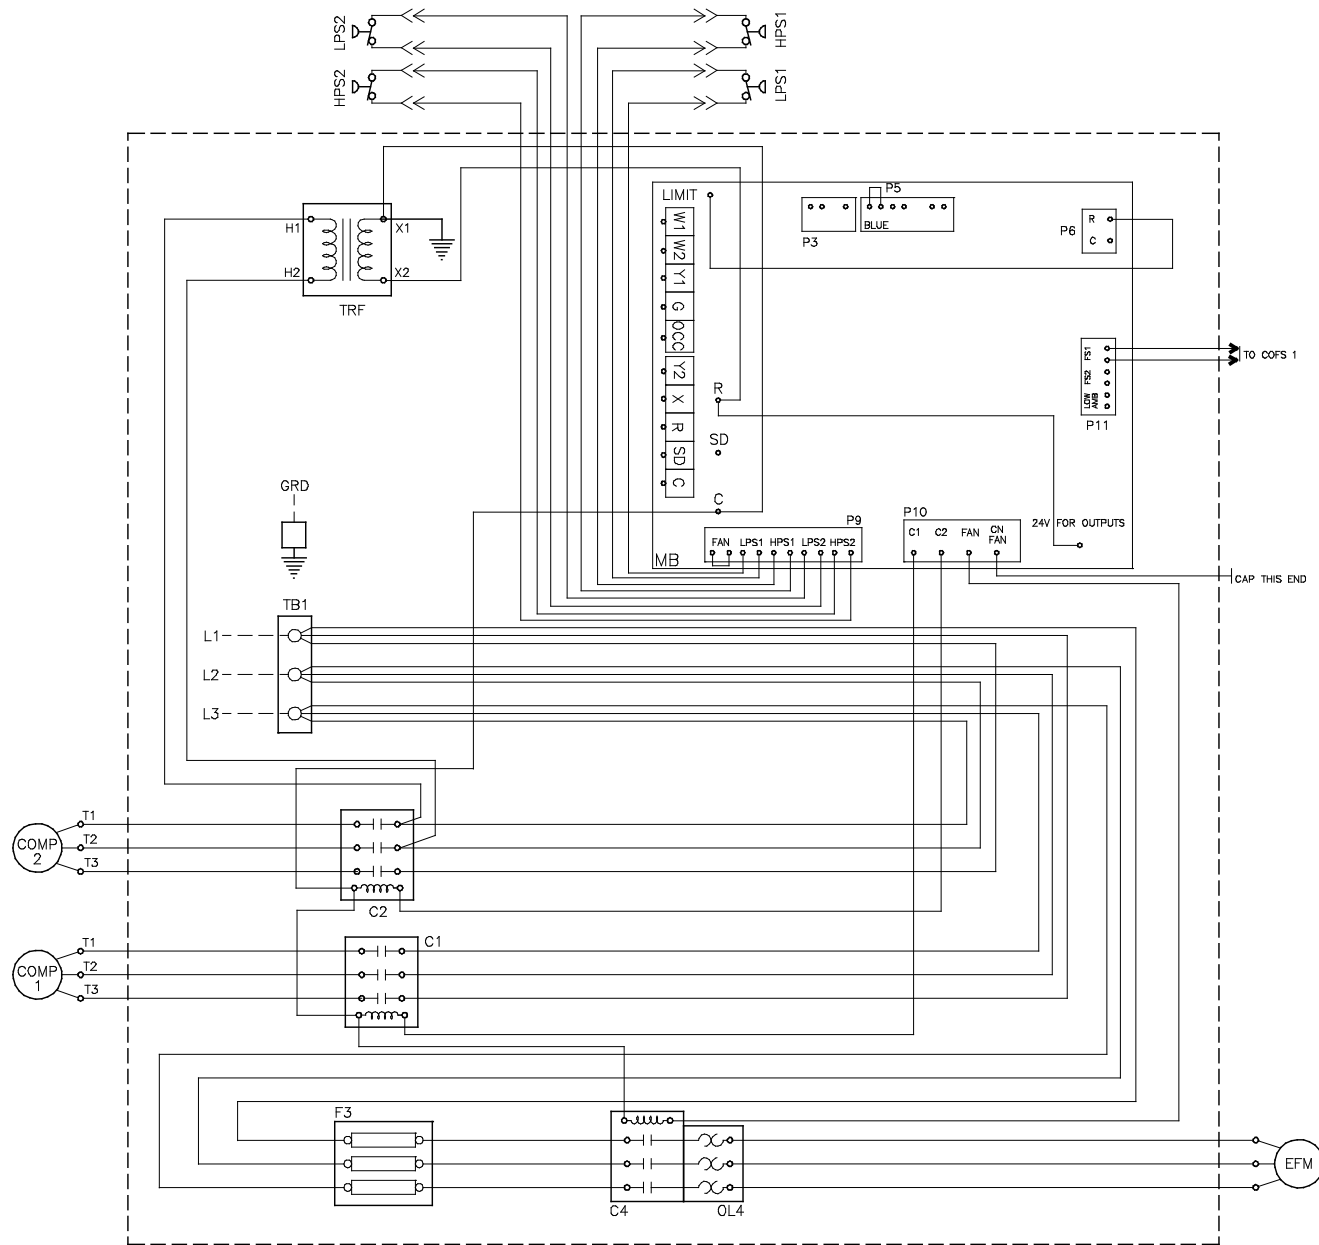 LPS2
HPS1
HPS2
LPS1
LIMIT
P5
P3
BLUE
P6
R
C
H1
X1
H2
X2
TRF
W1
W2
Y1
G
OCC
Y2
X
R
SD
C
R
SD
C
FS1
FS2
LOW AMB
P11
TO COFS 1
GRD
P9
P10
24V FOR OUTPUTS
FAN LPS1 HPS1 LPS2 HPS2
C1 C2 FAN CN FAN
MB
CAP THIS END
TB1
L1
L2
L3
T1
COMP 2
T2
T3
C2
T1
C1
COMP 1
T2
T3
F3
EFM
C4
OL4